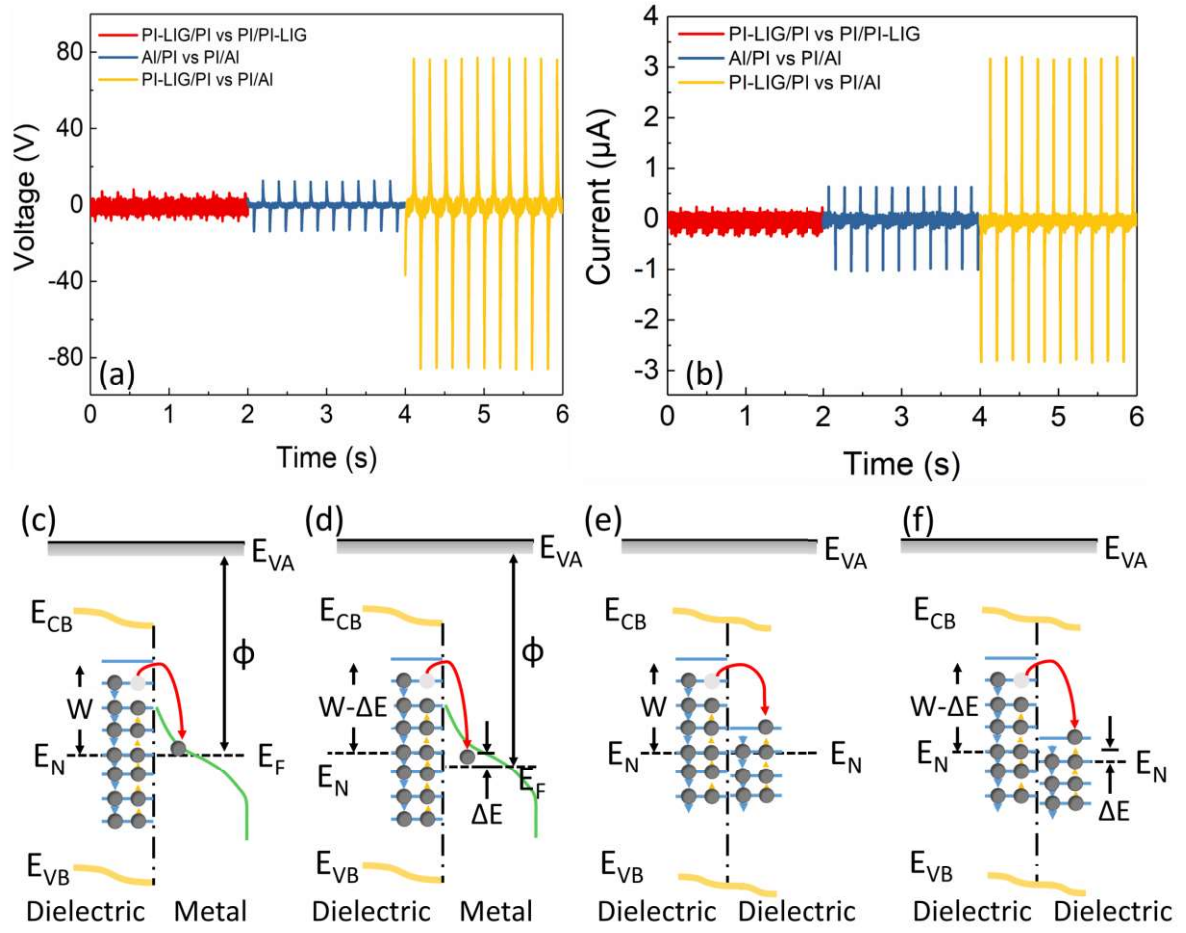 PI-LIG/PI vs PI/PI-LIG
Al/PI vs PI/Al
PI-LIG/PI vs PI/Al
80
40
0
-40
-80
Voltage (V)
(a)
0 1 2 3 4 5 6
Time (s)
PI-LIG/PI vs PI/PI-LIG
Al/PI vs PI/Al
PI-LIG/PI vs PI/Al
4
3
2
1
0
-1
-2
-3
Current (μA)
(b)
0 1 2 3 4 5 6
Time (s)
(c)
E_VA
E_CB
ϕ
W
E_N
E_F
E_VB
Dielectric Metal
(d)
E_VA
E_CB
ϕ
W-ΔE
E_N
E_F
ΔE
E_VB
Dielectric Metal
(e)
E_VA
E_CB
W
E_N
E_N
E_VB
Dielectric Dielectric
(f)
E_VA
E_CB
W-ΔE
E_N
E_N
ΔE
E_VB
Dielectric Dielectric